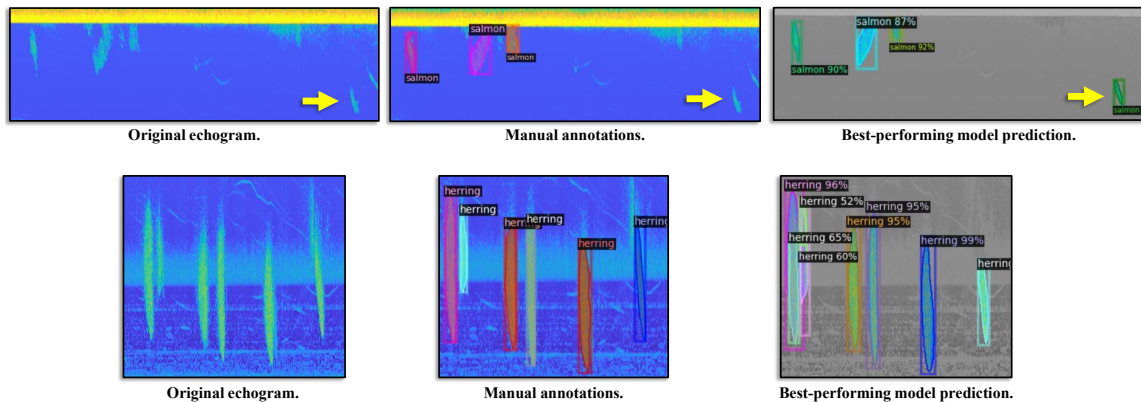 salmon
salmon
salmon
salmon 87%
salmon 92%
salmon 90%
salmon
Original echogram.
Manual annotations.
Best-performing model prediction.
herring
herring
herring
herring
herring
herring
herring 96%
herring 52%
herring 95%
herring 95%
herring 65%
herring 99%
herring 60%
herring
Original echogram.
Manual annotations.
Best-performing model prediction.